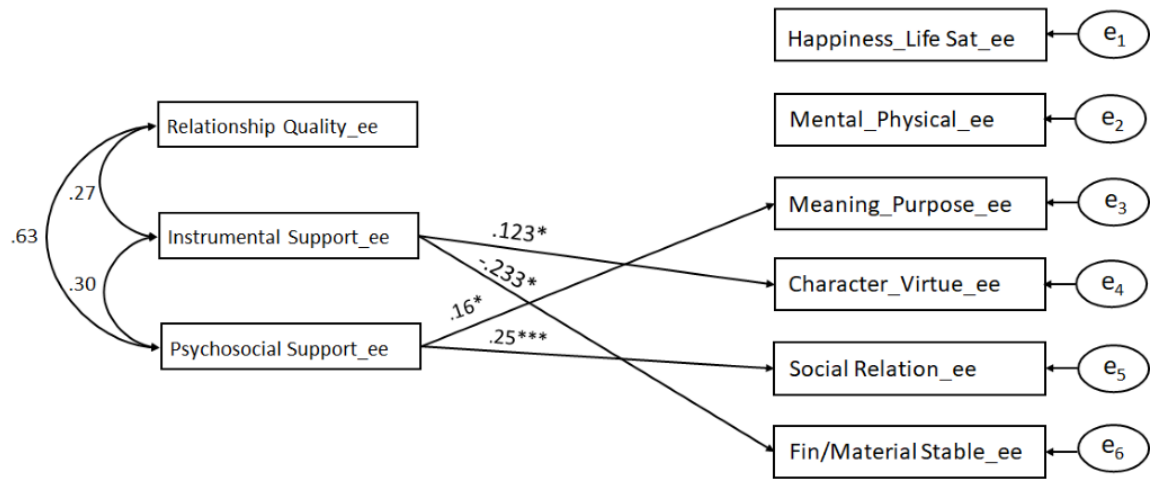 Happiness_Life Sat_ee
e1
Relationship Quality_ee
Mental_Physical_ee
e2
.27
Meaning_Purpose_ee
e3
.63
Instrumental Support_ee
.123*
-.233*
.30
Character_Virtue_ee
e4
.16*
.25***
Psychosocial Support_ee
Social Relation_ee
e5
Fin/Material Stable_ee
e6